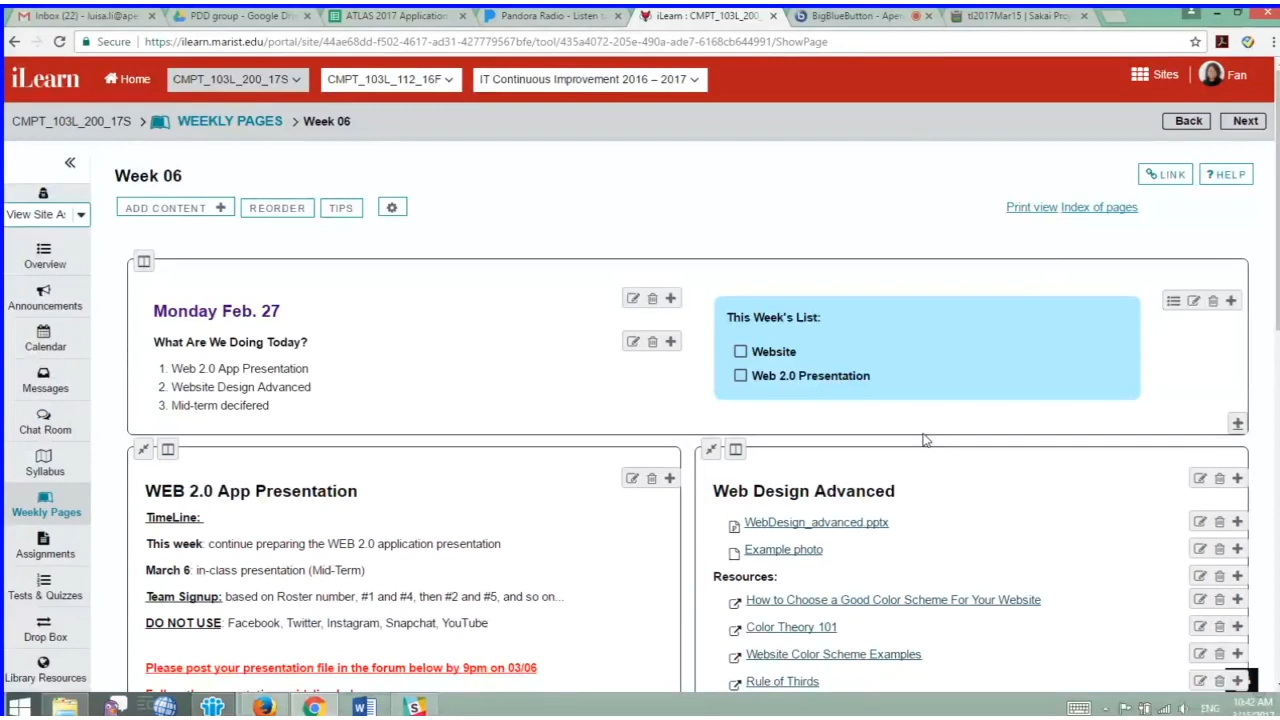 Inbox (22) - luisa.li@ape
PDD group - Google Dri
ATLAS 2017 Application
Pandora Radio - Listen t
iLearn : CMPT_103L_200
BigBlueButton - Aper
tl2017Mar15 | Sakai Pro
Secure https://ilearn.marist.edu/portal/site/44ae68dd-f502-4617-ad31-427779567bfe/tool/435a4072-205e-490a-ade7-6168cb644991/ShowPage
iLearn Home CMPT_103L_200_17S CMPT_103L_112_16F IT Continuous Improvement 2016 – 2017 Sites Fan
CMPT_103L_200_17S > WEEKLY PAGES > Week 06 Back Next
Week 06
LINK ? HELP
ADD CONTENT REORDER TIPS
Print view Index of pages
View Site As
Overview
Announcements
Calendar
Messages
Chat Room
Syllabus
Weekly Pages
Assignments
Tests & Quizzes
Drop Box
Library Resources
Monday Feb. 27
What Are We Doing Today?
1. Web 2.0 App Presentation
2. Website Design Advanced
3. Mid-term decifered
This Week's List:
Website
Web 2.0 Presentation
WEB 2.0 App Presentation
TimeLine:
This week: continue preparing the WEB 2.0 application presentation
March 6: in-class presentation (Mid-Term)
Team Signup: based on Roster number, #1 and #4, then #2 and #5, and so on...
DO NOT USE: Facebook, Twitter, Instagram, Snapchat, YouTube
Please post your presentation file in the forum below by 9pm on 03/06
Web Design Advanced
WebDesign_advanced.pptx
Example photo
Resources:
How to Choose a Good Color Scheme For Your Website
Color Theory 101
Website Color Scheme Examples
Rule of Thirds
ENG
10:42 AM